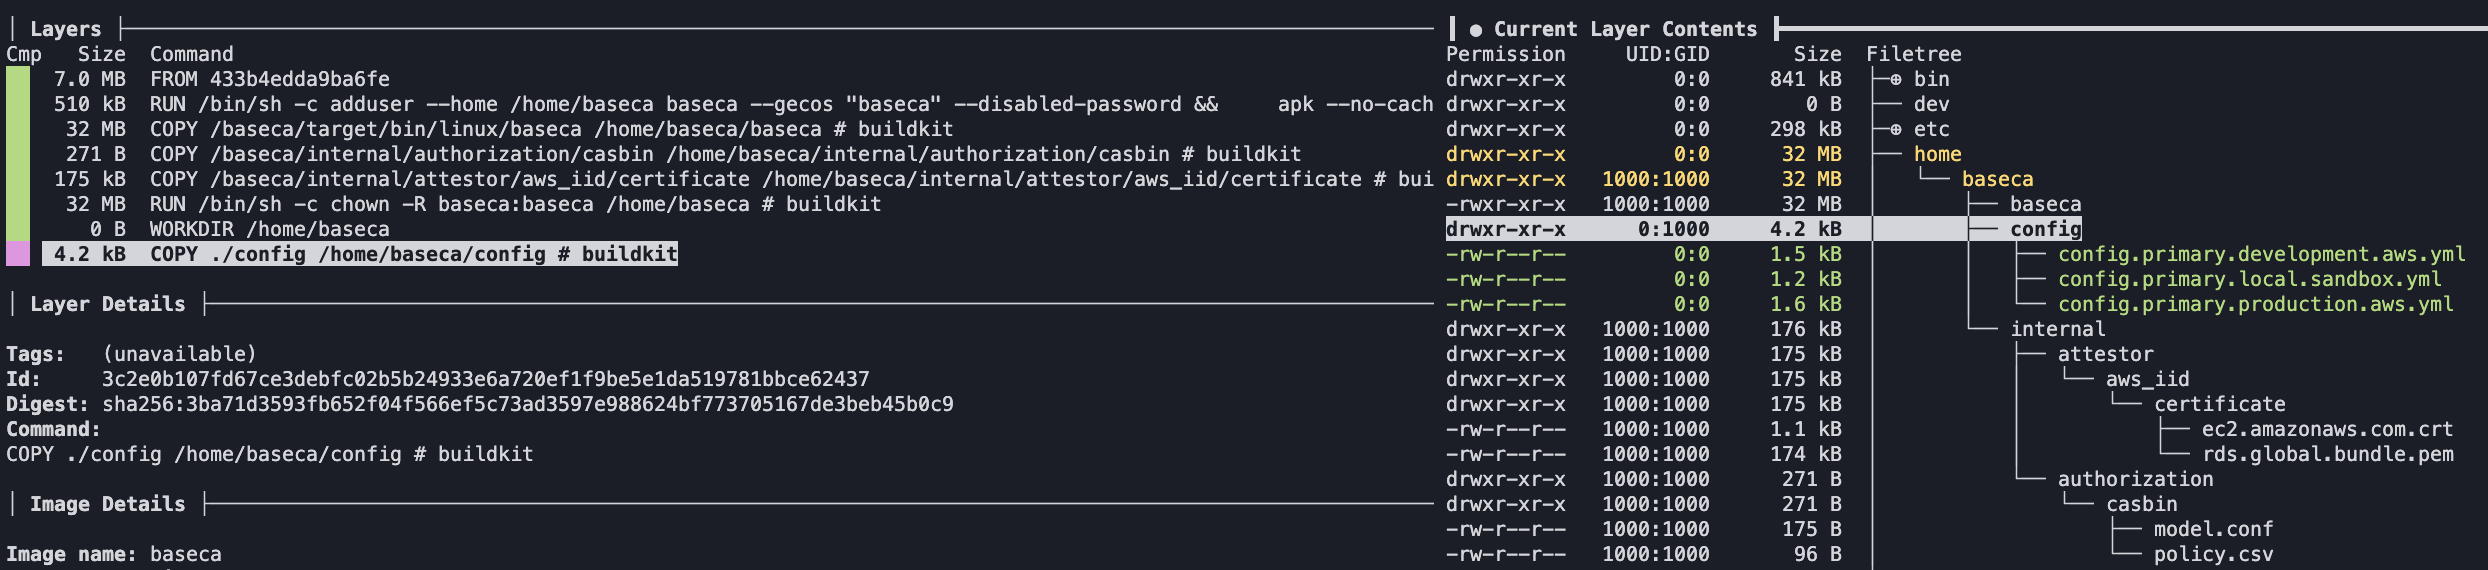 Layers
Cmp Size Command
7.0 MB FROM 433b4edda9ba6fe
510 kB RUN /bin/sh -c adduser --home /home/baseca baseca --gecos "baseca" --disabled-password && apk --no-cach
32 MB COPY /baseca/target/bin/linux/baseca /home/baseca/baseca # buildkit
271 B COPY /baseca/internal/authorization/casbin /home/baseca/internal/authorization/casbin # buildkit
175 kB COPY /baseca/internal/attestor/aws_iid/certificate /home/baseca/internal/attestor/aws_iid/certificate # bui
32 MB RUN /bin/sh -c chown -R baseca:baseca /home/baseca # buildkit
0 B WORKDIR /home/baseca
4.2 kB COPY ./config /home/baseca/config # buildkit
Layer Details
Tags: (unavailable)
Id: 3c2e0b107fd67ce3debfc02b5b24933e6a720ef1f9be5e1da519781bbce62437
Digest: sha256:3ba71d3593fb652f04f566ef5c73ad3597e988624bf773705167de3beb45b0c9
Command:
COPY ./config /home/baseca/config # buildkit
Image Details
Image name: baseca
● Current Layer Contents
Permission UID:GID Size Filetree
drwxr-xr-x 0:0 841 kB ├─⊕ bin
drwxr-xr-x 0:0 0 B ├── dev
drwxr-xr-x 0:0 298 kB ├─⊕ etc
drwxr-xr-x 0:0 32 MB ├── home
drwxr-xr-x 1000:1000 32 MB │ └── baseca
-rwxr-xr-x 1000:1000 32 MB │ ├── baseca
drwxr-xr-x 0:1000 4.2 kB │ ├── config
-rw-r--r-- 0:0 1.5 kB │ │ ├── config.primary.development.aws.yml
-rw-r--r-- 0:0 1.2 kB │ │ ├── config.primary.local.sandbox.yml
-rw-r--r-- 0:0 1.6 kB │ │ └── config.primary.production.aws.yml
drwxr-xr-x 1000:1000 176 kB │ └── internal
drwxr-xr-x 1000:1000 175 kB │ ├── attestor
drwxr-xr-x 1000:1000 175 kB │ │ └── aws_iid
drwxr-xr-x 1000:1000 175 kB │ │ └── certificate
-rw-r--r-- 1000:1000 1.1 kB │ │ ├── ec2.amazonaws.com.crt
-rw-r--r-- 1000:1000 174 kB │ │ └── rds.global.bundle.pem
drwxr-xr-x 1000:1000 271 B │ └── authorization
drwxr-xr-x 1000:1000 271 B │ └── casbin
-rw-r--r-- 1000:1000 175 B │ ├── model.conf
-rw-r--r-- 1000:1000 96 B │ └── policy.csv